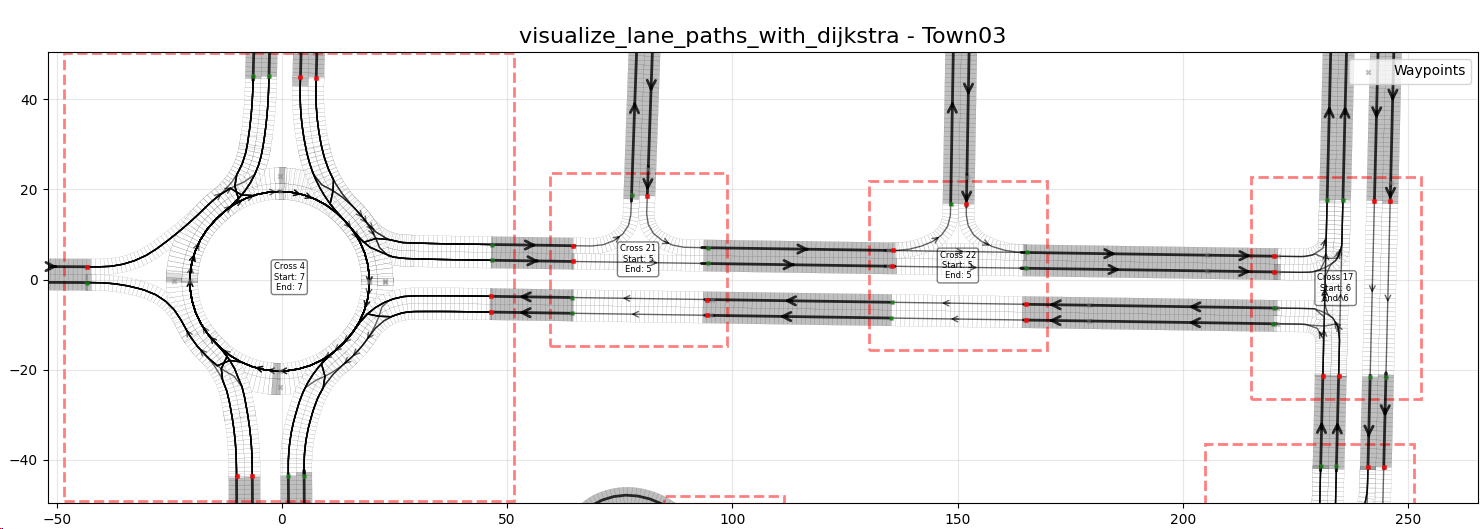 visualize_lane_paths_with_dijkstra - Town03
Waypoints
40
20
0
−20
−40
Cross 4
Start: 7
End: 7
Cross 21
Start: 5
End: 5
Cross 22
Start: 5
End: 5
Cross 17
Start: 6
End: 6
−50
0
50
100
150
200
250